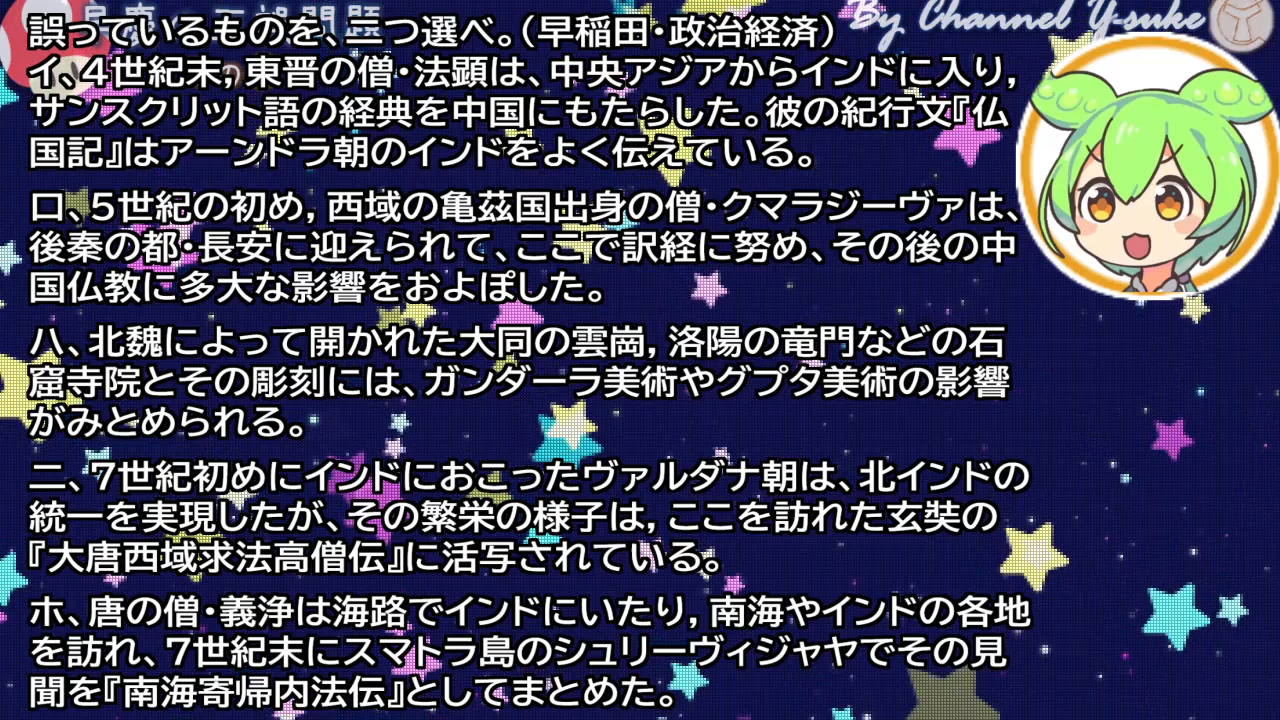 By Channel Y-suke
誤っているものを、二つ選べ。（早稲田・政治経済）
イ、４世紀末，東晋の僧・法顕は、中央アジアからインドに入り，
サンスクリット語の経典を中国にもたらした。彼の紀行文『仏
国記』はアーンドラ朝のインドをよく伝えている。
ロ、５世紀の初め，西域の亀茲国出身の僧・クマラジーヴァは、
後秦の都・長安に迎えられて、ここで訳経に努め、その後の中
国仏教に多大な影響をおよぽした。
ハ、北魏によって開かれた大同の雲崗，洛陽の竜門などの石
窟寺院とその彫刻には、ガンダーラ美術やグプタ美術の影響
がみとめられる。
ニ、７世紀初めにインドにおこったヴァルダナ朝は、北インドの
統一を実現したが、その繁栄の様子は，ここを訪れた玄奘の
『大唐西域求法高僧伝』に活写されている。
ホ、唐の僧・義浄は海路でインドにいたり，南海やインドの各地
を訪れ、７世紀末にスマトラ島のシュリーヴィジャヤでその見
聞を『南海寄帰内法伝』としてまとめた。